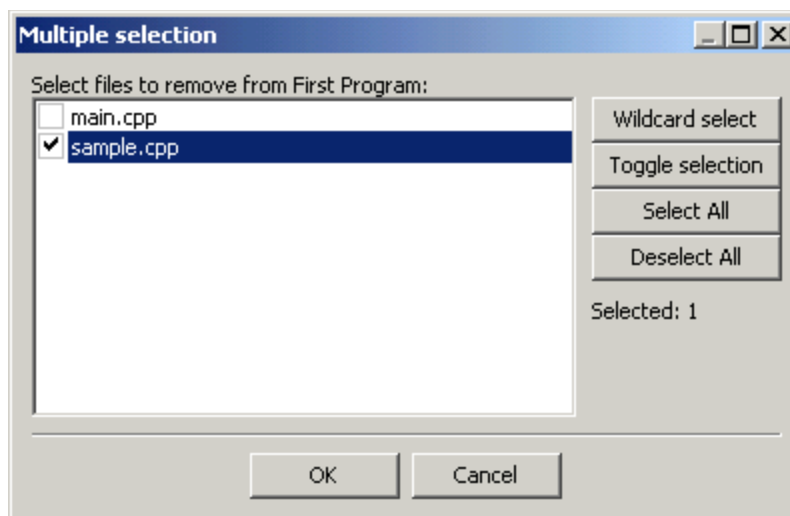 Multiple selection
Select files to remove from First Program:
main.cpp
sample.cpp
Wildcard select
Toggle selection
Select All
Deselect All
Selected: 1
OK
Cancel